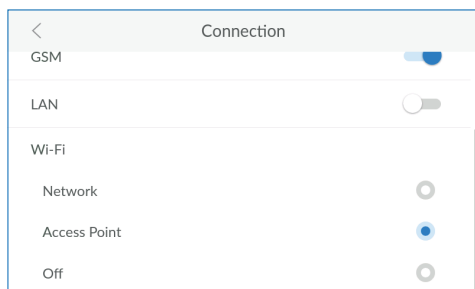 Connection
GSM
LAN
Wi-Fi
Network
Access Point
Off